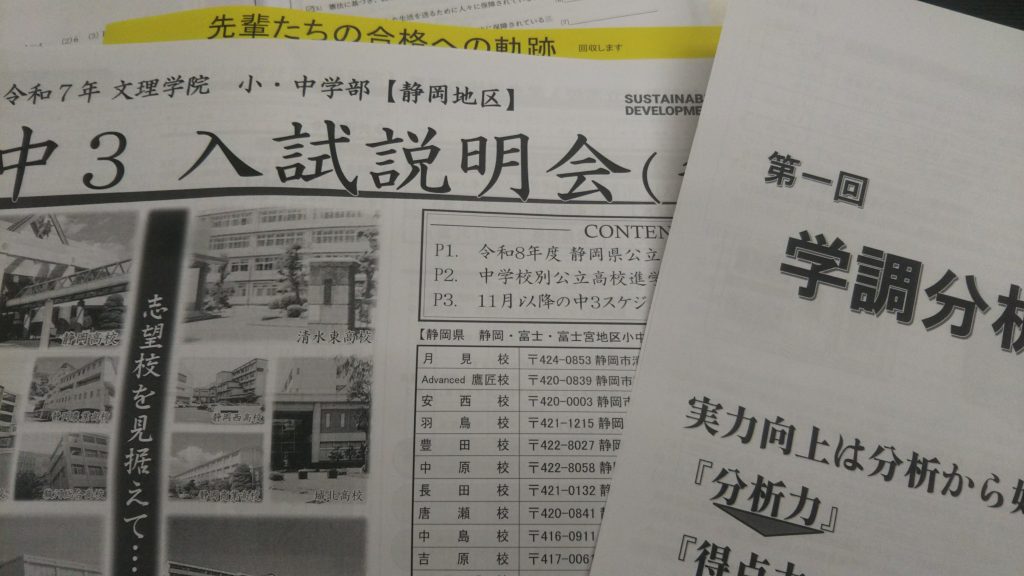 (2)6 (3)
先輩たちの合格への軌跡 回収します
令和7年 文理学院 小・中学部【静岡地区】
SUSTAINAB
DEVELOPME
中3 入試説明会(
CONTEN
P1. 令和8年度 静岡県公立
P2. 中学校別公立高校進学
P3. 11月以降の中3スケジ
静岡高校
清水東高校
静岡西高校
城北高校
志望校を見据えて…
【静岡県 静岡・富士・富士宮地区小中
月見校 〒424-0853 静岡市清
Advanced 鷹匠校 〒420-0839 静岡市
安西校 〒420-0003 静岡市
羽鳥校 〒421-1215 静岡
豊田校 〒422-8027 静岡
中原校 〒422-8058 静
長田校 〒421-0132 静
唐瀬校 〒420-0841
中島校 〒416-0911
吉原校 〒417-006
第一回
学調分析
実力向上は分析から
『分析力』
『得点